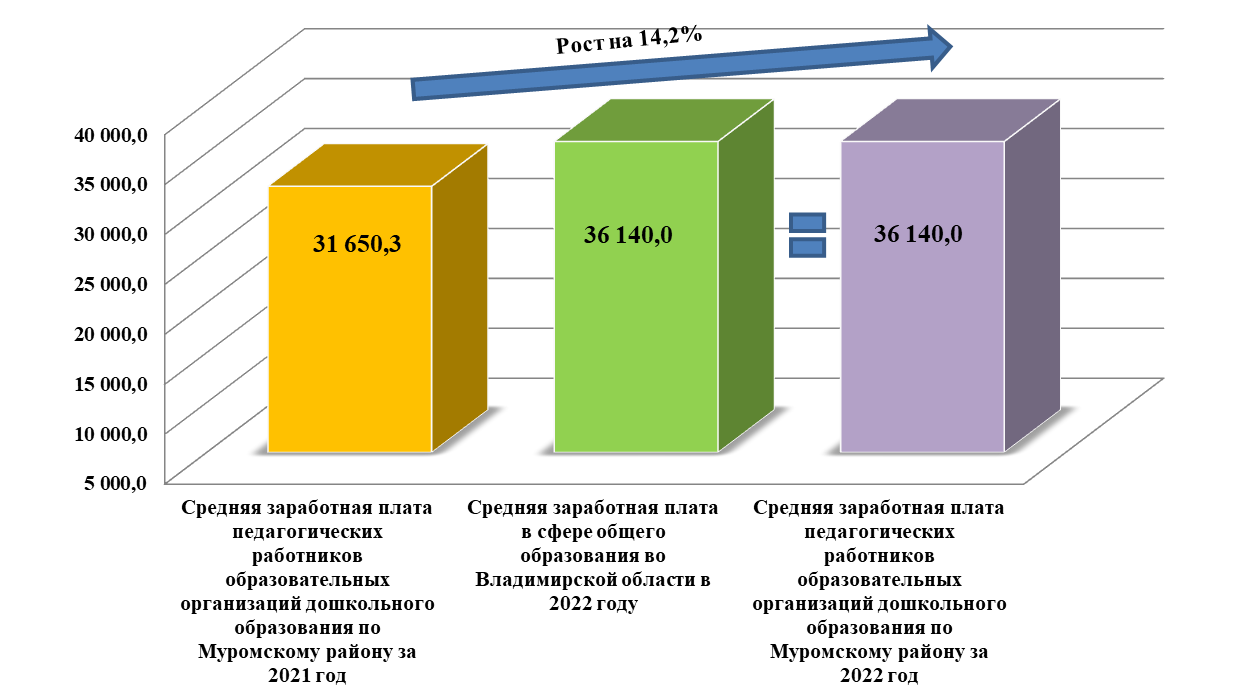 Рост на 14,2%
40 000,0
35 000,0
30 000,0
25 000,0
20 000,0
15 000,0
10 000,0
5 000,0
31 650,3
36 140,0
36 140,0
Средняя заработная плата
педагогических
работников
образовательных
организаций дошкольного
образования по
Муромскому району за
2021 год
Средняя заработная плата
в сфере общего
образования во
Владимирской области в
2022 году
Средняя заработная плата
педагогических
работников
образовательных
организаций дошкольного
образования по
Муромскому району за
2022 год